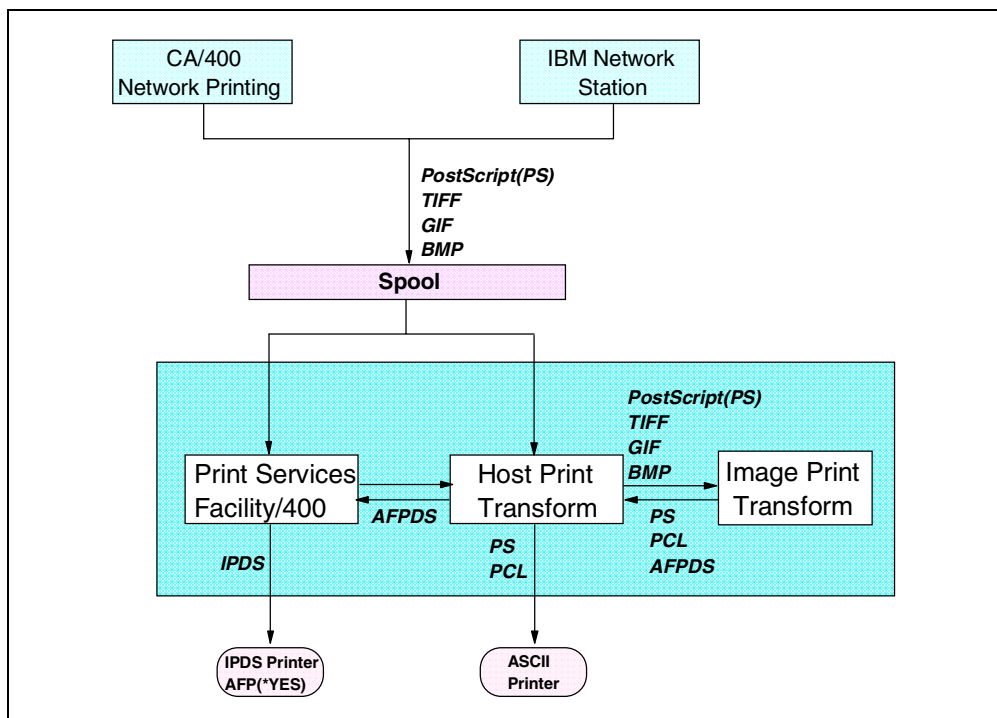 CA/400
Network Printing
IBM Network
Station
PostScript(PS)
TIFF
GIF
BMP
Spool
PostScript(PS)
TIFF
GIF
BMP
Print Services
Facility/400
AFPDS
Host Print
Transform
Image Print
Transform
PS
PCL
AFPDS
IPDS
PS
PCL
IPDS Printer
AFP(*YES)
ASCII
Printer